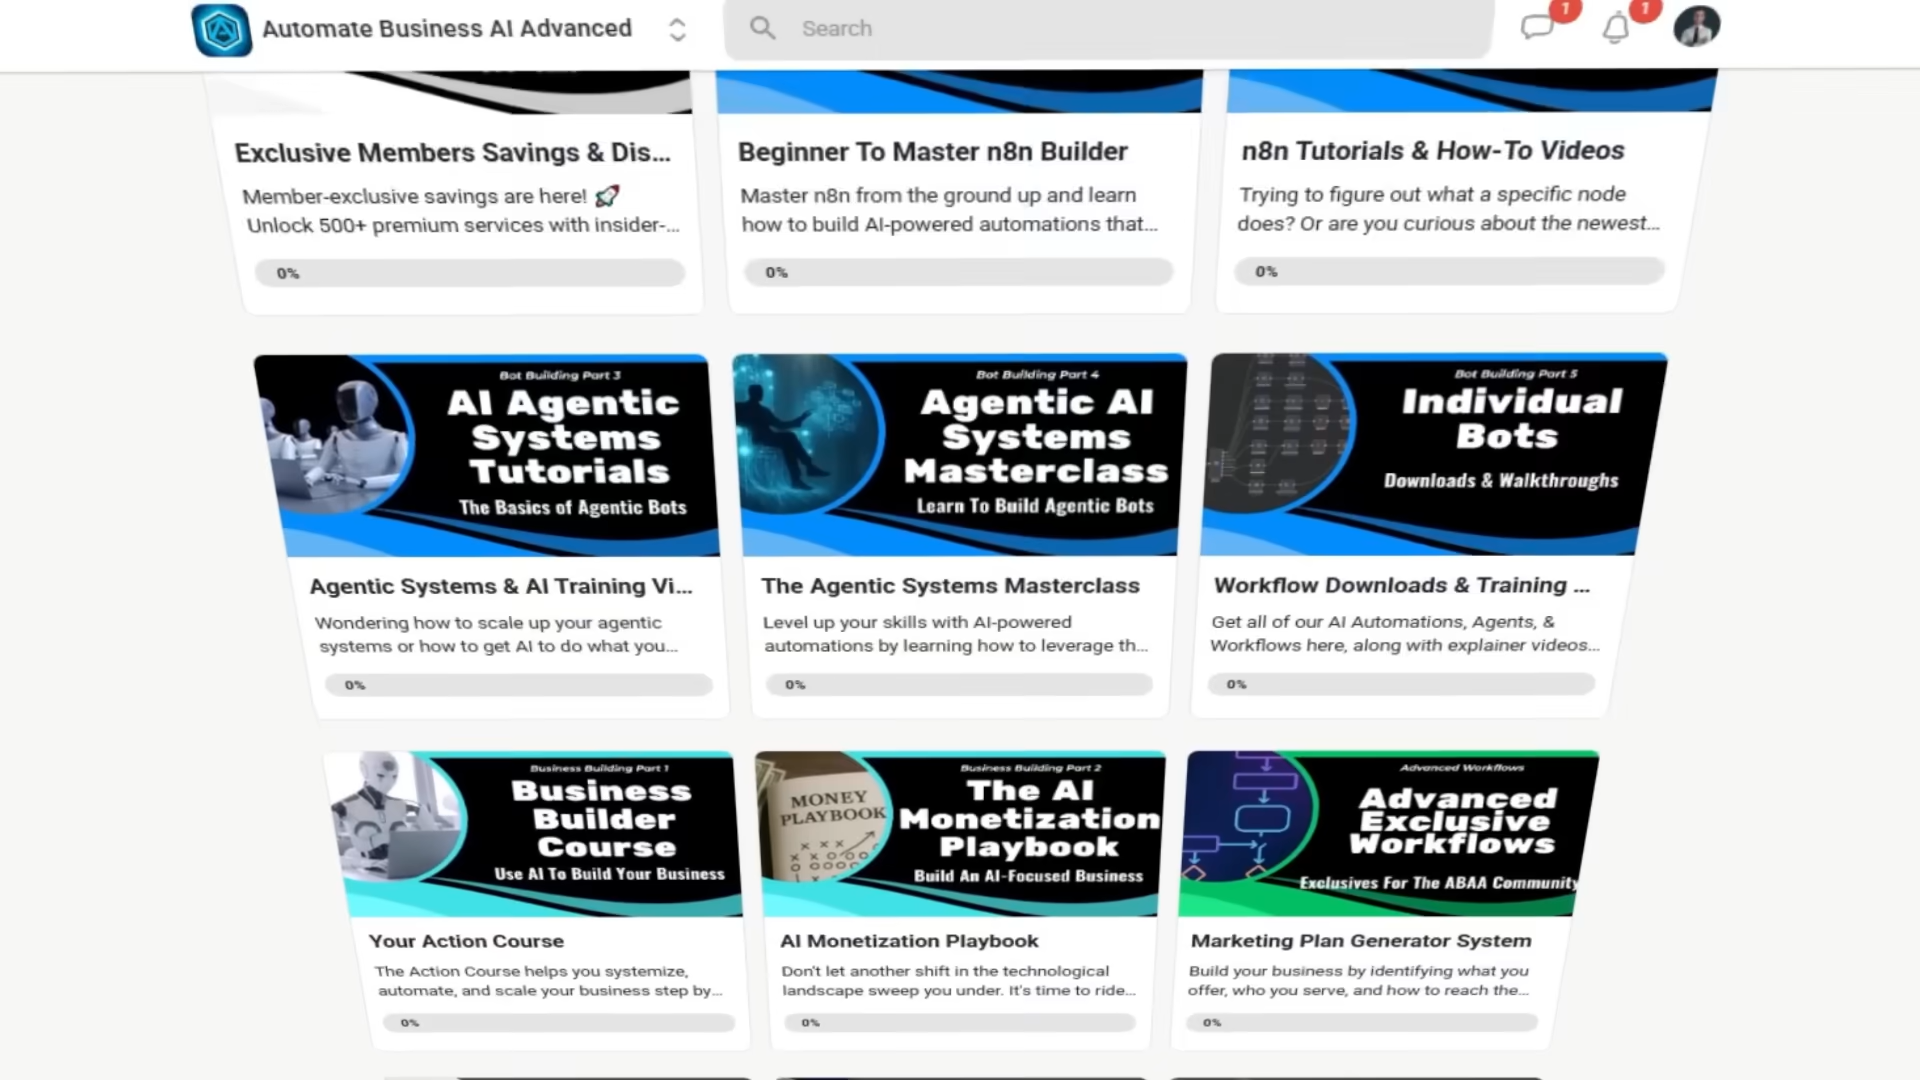 Automate Business AI Advanced
Search
1
1
Exclusive Members Savings & Dis...
Member-exclusive savings are here! 🚀
Unlock 500+ premium services with insider-...
0%
Beginner To Master n8n Builder
Master n8n from the ground up and learn
how to build AI-powered automations that...
0%
n8n Tutorials & How-To Videos
Trying to figure out what a specific node
does? Or are you curious about the newest...
0%
Bot Building Part 3
AI Agentic
Systems
Tutorials
The Basics of Agentic Bots
Agentic Systems & AI Training Vi...
Wondering how to scale up your agentic
systems or how to get AI to do what you...
0%
Bot Building Part 4
Agentic AI
Systems
Masterclass
Learn To Build Agentic Bots
The Agentic Systems Masterclass
Level up your skills with AI-powered
automations by learning how to leverage th...
0%
Bot Building Part 5
Individual
Bots
Downloads & Walkthroughs
Workflow Downloads & Training ...
Get all of our AI Automations, Agents, &
Workflows here, along with explainer videos...
0%
Business Building Part 1
Business
Builder
Course
Use AI To Build Your Business
Your Action Course
The Action Course helps you systemize,
automate, and scale your business step by...
0%
MONEY
PLAYBOOK
Business Building Part 2
The AI
Monetization
Playbook
Build An AI-Focused Business
AI Monetization Playbook
Don't let another shift in the technological
landscape sweep you under. It's time to ride...
0%
Advanced Workflows
Advanced
Exclusive
Workflows
Exclusives For The ABAA Community
Marketing Plan Generator System
Build your business by identifying what you
offer, who you serve, and how to reach the...
0%